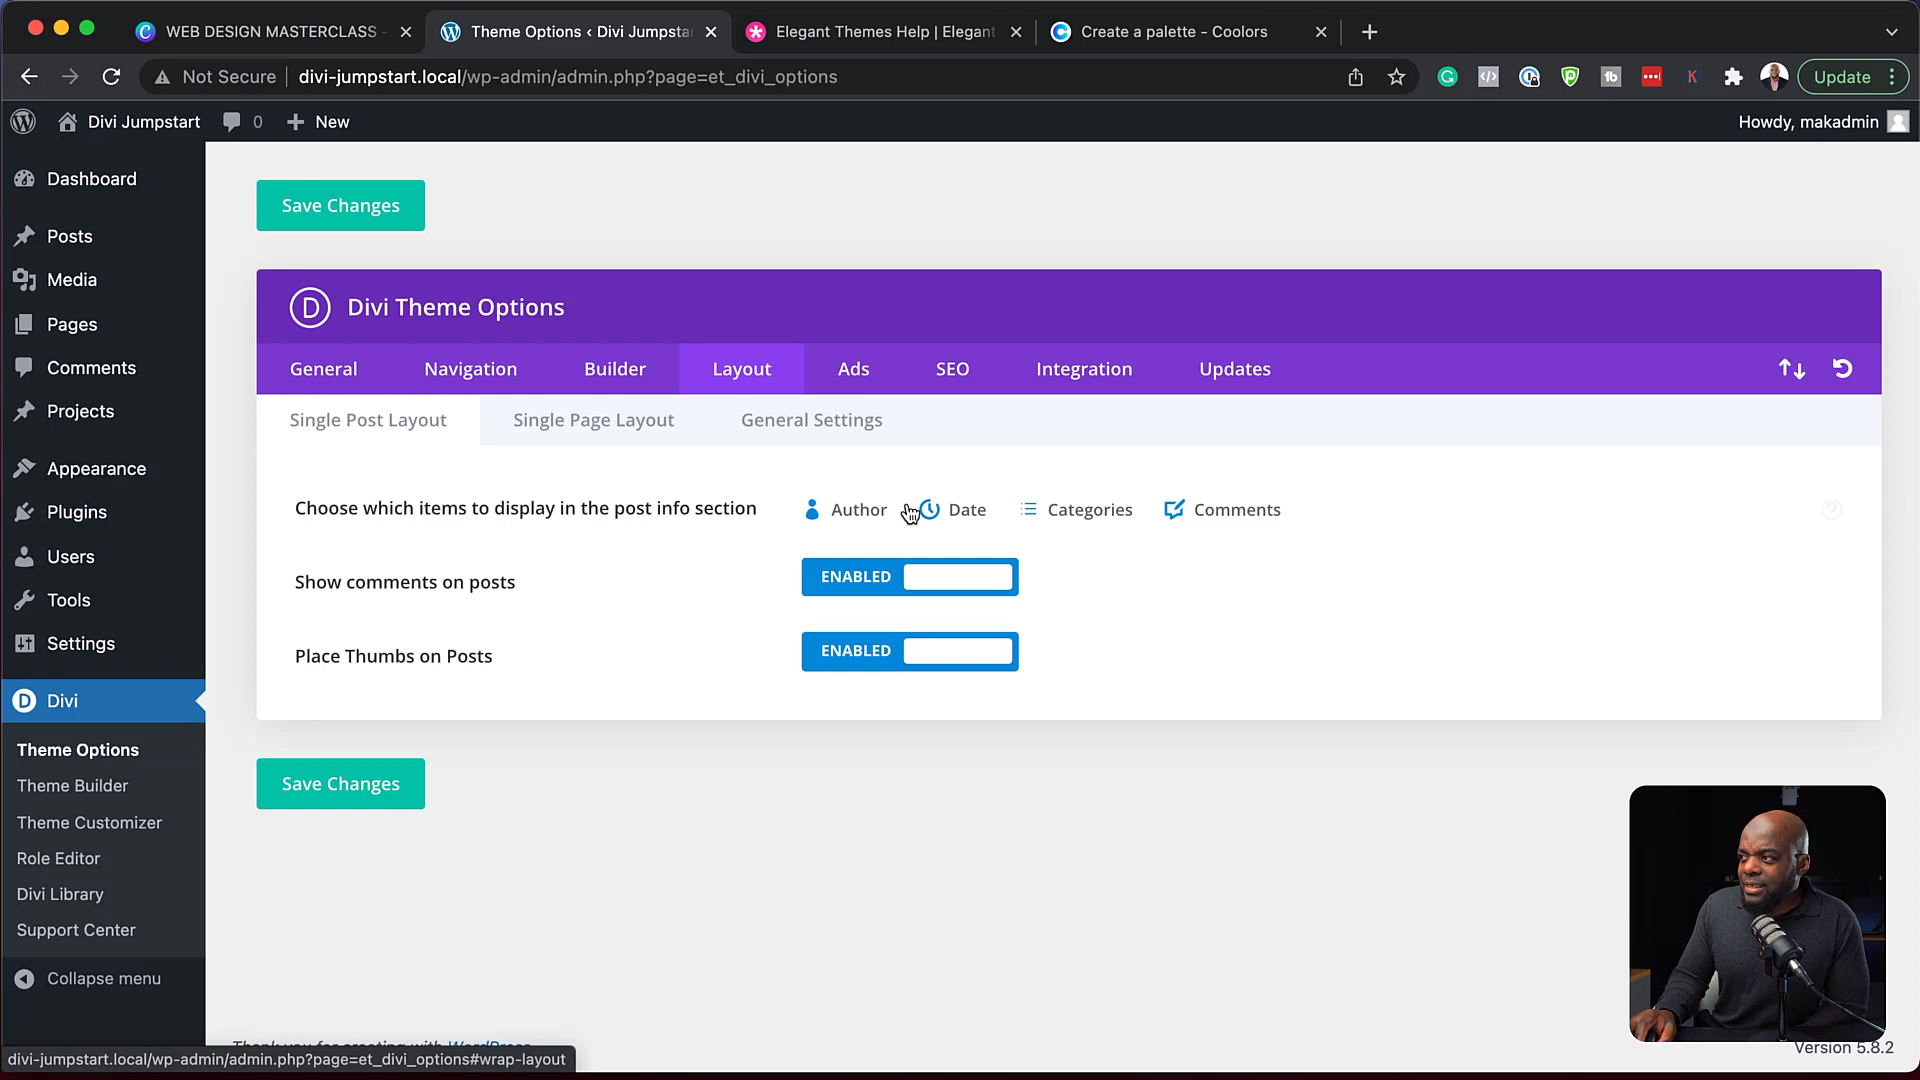 WEB DESIGN MASTERCLASS -
Theme Options ‹ Divi Jumpsta
Elegant Themes Help | Elegant
Create a palette - Coolors
Not Secure
divi-jumpstart.local/wp-admin/admin.php?page=et_divi_options
Update
Divi Jumpstart
0
New
Howdy, makadmin
Dashboard
Posts
Media
Pages
Comments
Projects
Appearance
Plugins
Users
Tools
Settings
Divi
Theme Options
Theme Builder
Theme Customizer
Role Editor
Divi Library
Support Center
Collapse menu
Save Changes
Divi Theme Options
General
Navigation
Builder
Layout
Ads
SEO
Integration
Updates
Single Post Layout
Single Page Layout
General Settings
Choose which items to display in the post info section
Author
Date
Categories
Comments
Show comments on posts
ENABLED
Place Thumbs on Posts
ENABLED
Save Changes
Thank you for creating with WordPress.
Version 5.8.2
divi-jumpstart.local/wp-admin/admin.php?page=et_divi_options#wrap-layout